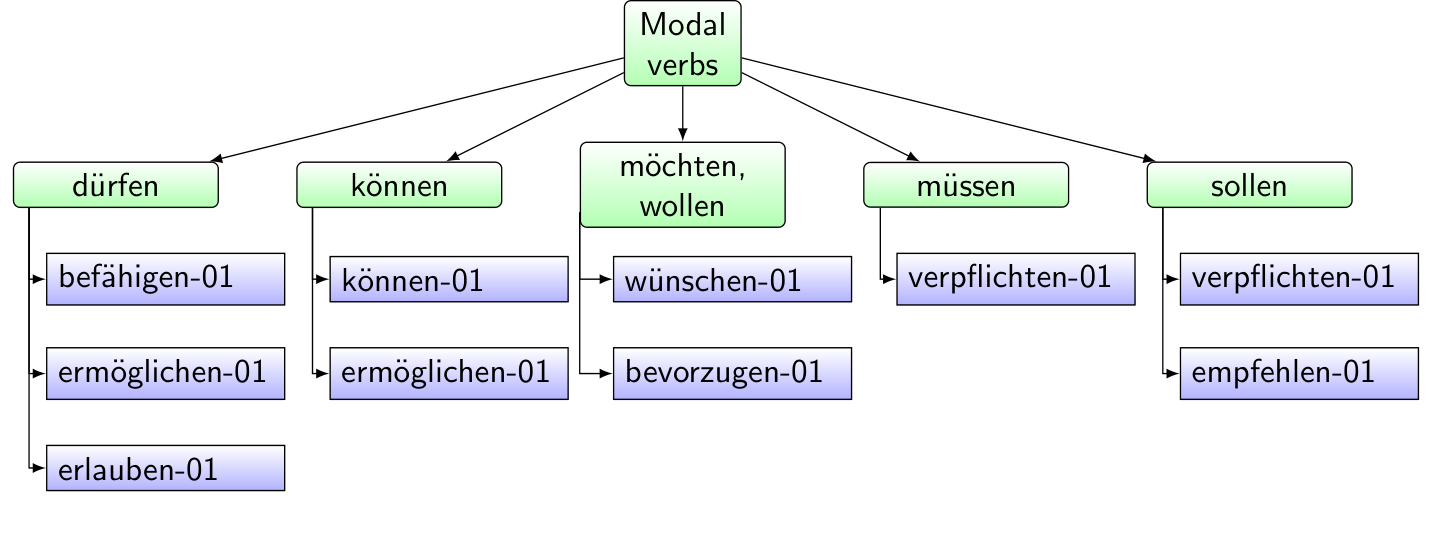 Modal
verbs
dürfen
können
möchten,
wollen
müssen
sollen
befähigen-01
können-01
wünschen-01
verpflichten-01
verpflichten-01
ermöglichen-01
ermöglichen-01
bevorzugen-01
empfehlen-01
erlauben-01